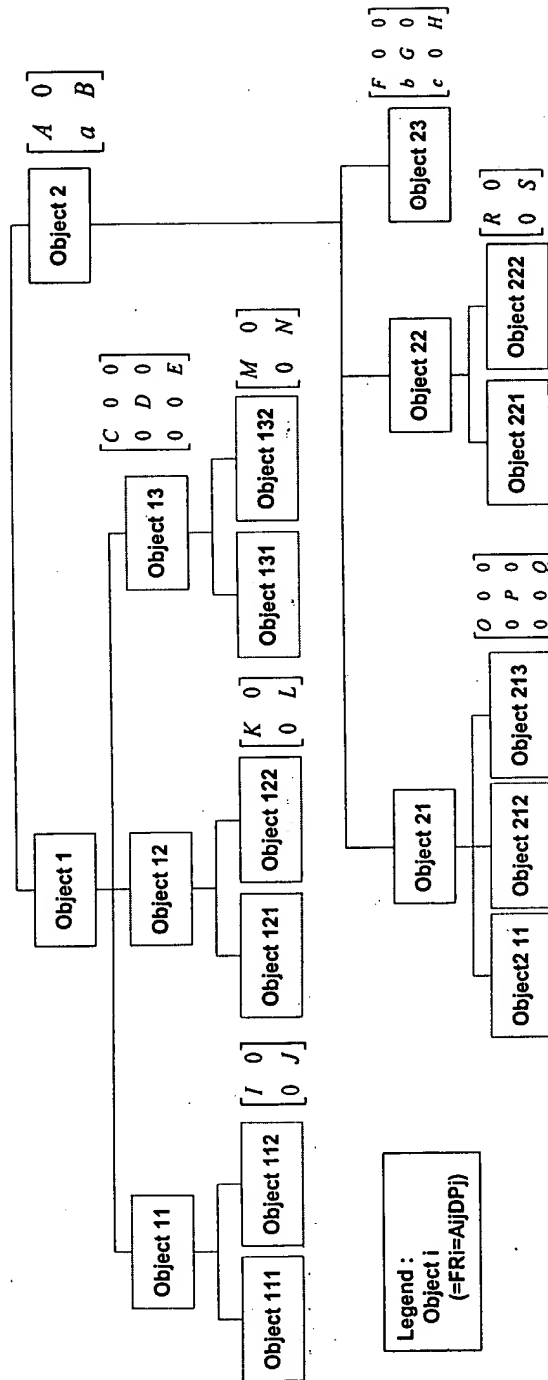 Object 1
Object 2
[A 0
a B]
Object 11
Object 12
Object 13
[C 0 0
0 D 0
0 0 E]
Object 111
Object 112
[I 0
0 J]
Object 121
Object 122
[K 0
0 L]
Object 131
Object 132
[M 0
0 N]
Object 21
Object 22
Object 23
[F 0 0
b G 0
c 0 H]
Object2 11
Object 212
Object 213
[O 0 0
0 P 0
0 0 Q]
Object 221
Object 222
[R 0
0 S]
Legend :
Object i
(=FRi=AijDPj)